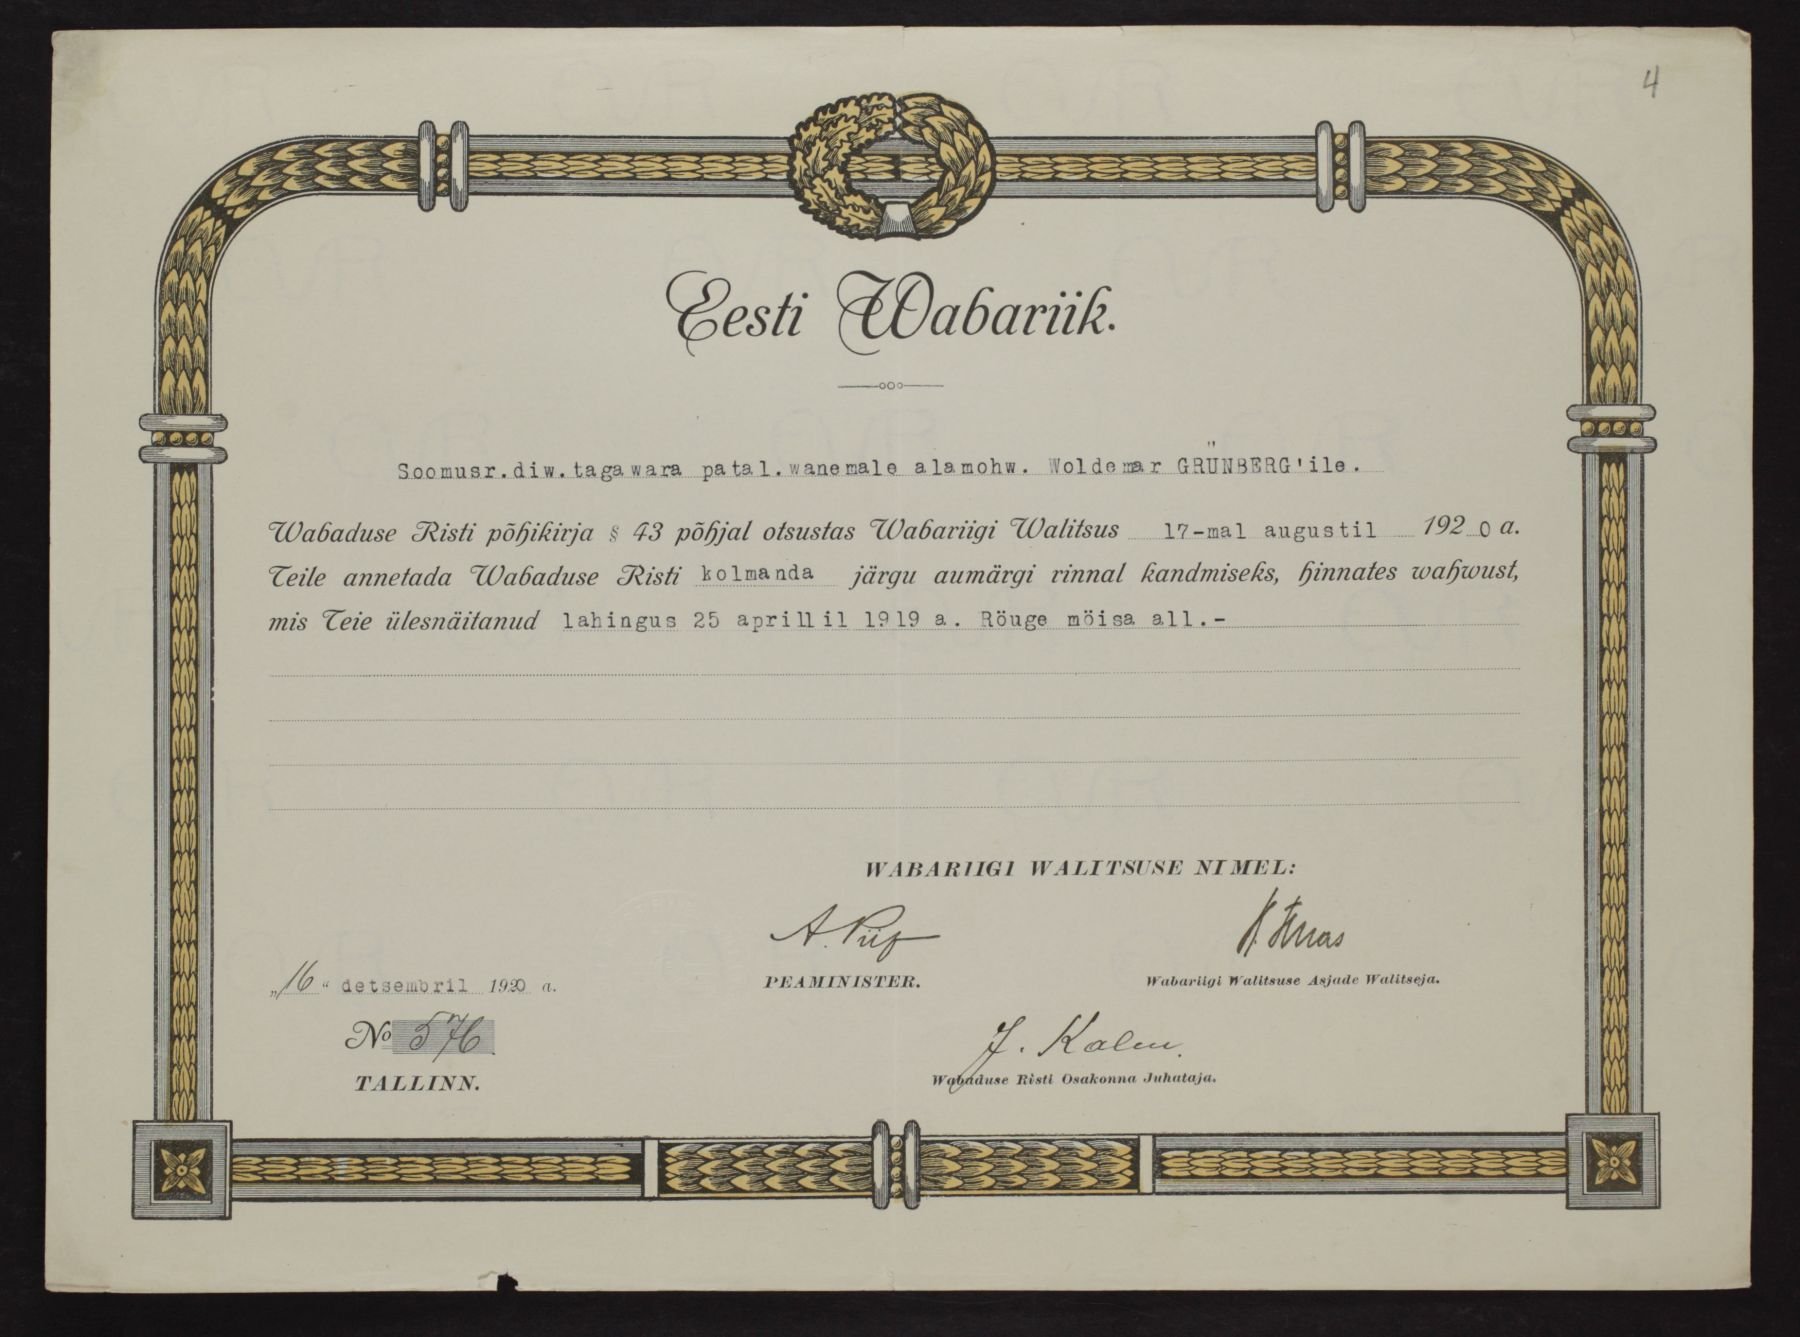 4
Eesti Wabariik.
Soomusr.diw.tagawara patal.wanemale alamohw. Woldemar GRÜNBERG'ile.
Wabaduse Risti põhikirja § 43 põhjal otsustas Wabariigi Walitsus 17-mal augustil 1920 a.
Teile annetada Wabaduse Risti kolmanda järgu aumärgi rinnal kandmiseks, hinnates wahwust,
mis Teie ülesnäitanud lahingus 25 aprillil 1919 a. Röuge möisa all.-
WABARIIGI WALITSUSE NIMEL:
A. Piip
PEAMINISTER.
Wabariigi Walitsuse Asjade Walitseja.
"16" detsembril 1920 a.
No 576
TALLINN.
J. Kalm.
Wabaduse Risti Osakonna Juhataja.